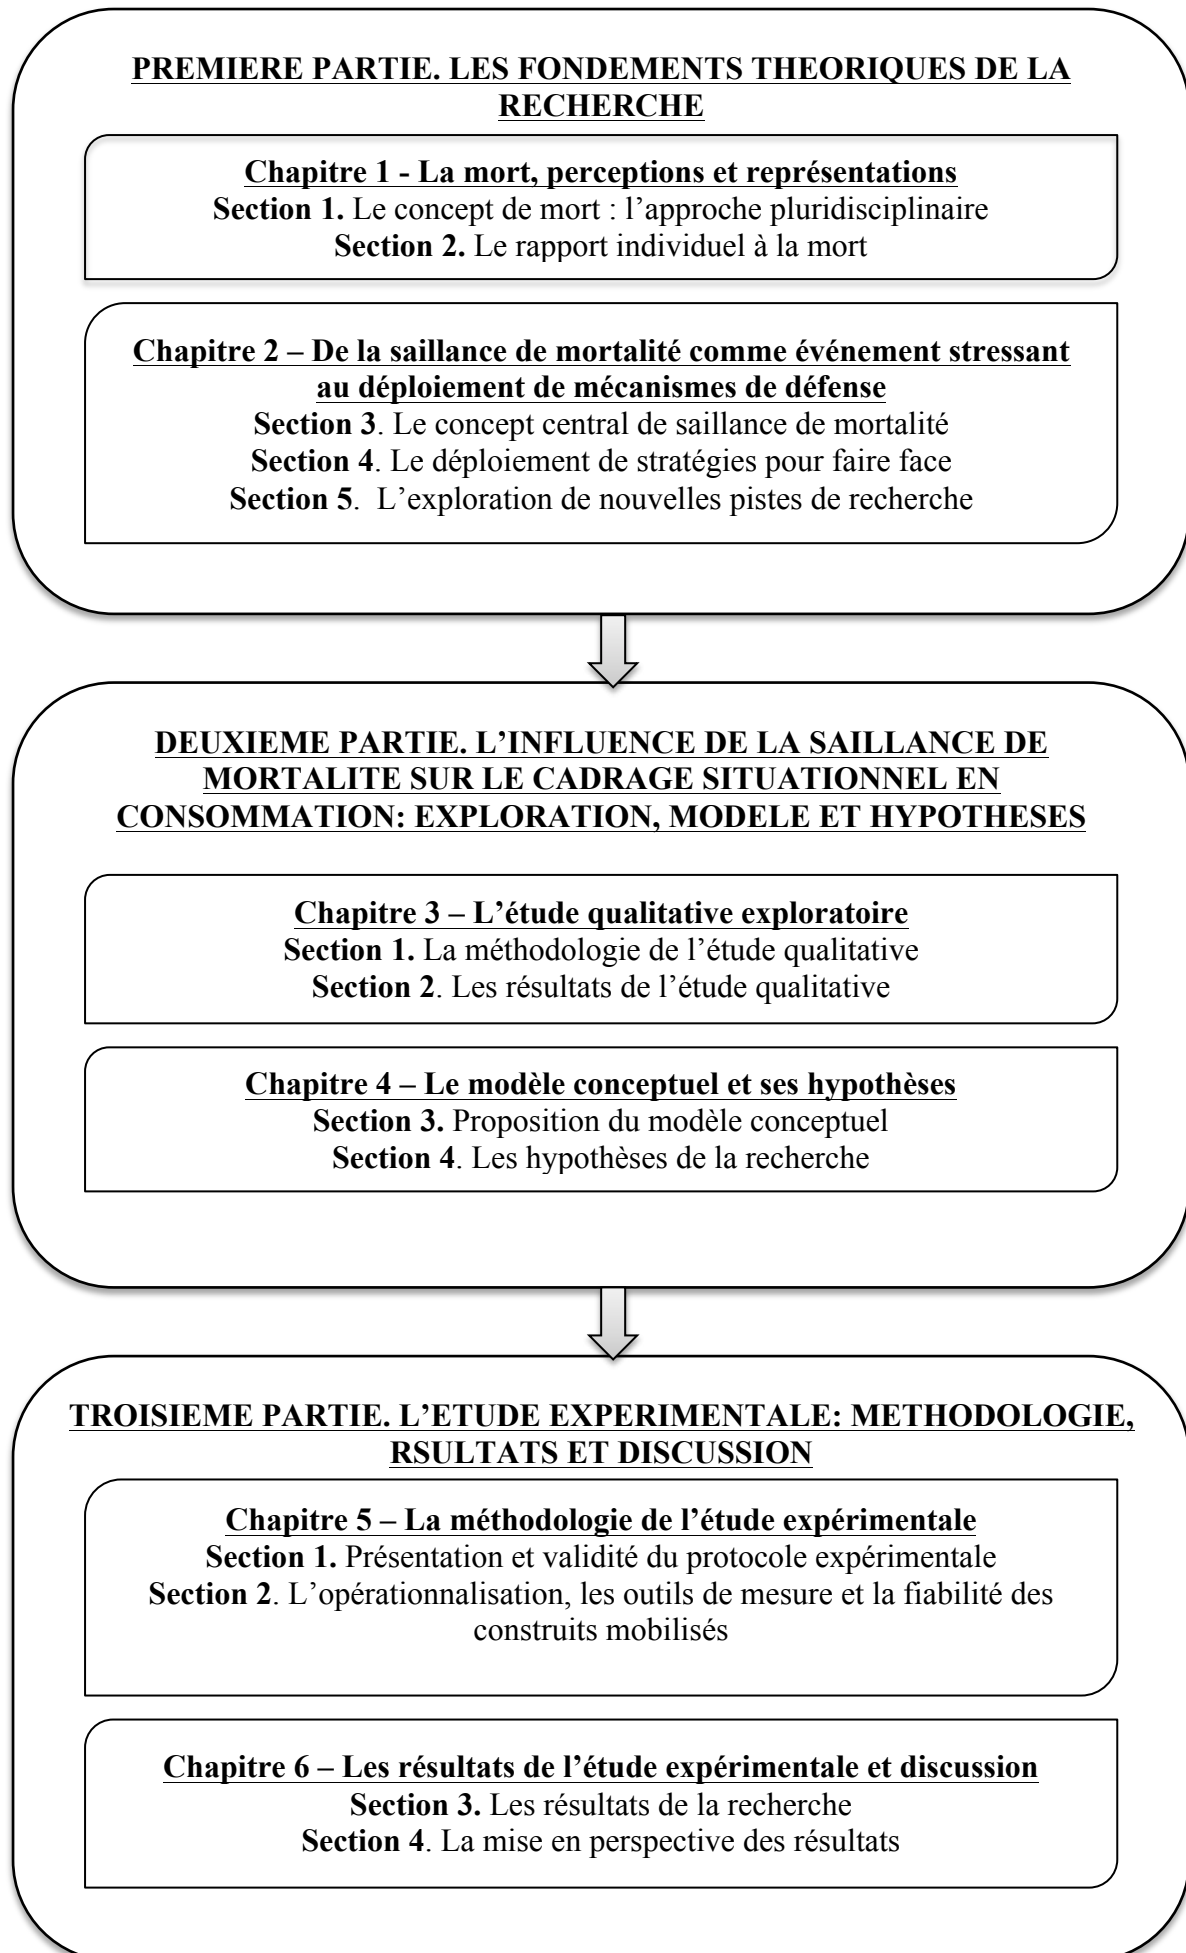 PREMIERE PARTIE. LES FONDEMENTS THEORIQUES DE LA
RECHERCHE
Chapitre 1 - La mort, perceptions et représentations
Section 1. Le concept de mort : l’approche pluridisciplinaire
Section 2. Le rapport individuel à la mort
Chapitre 2 – De la saillance de mortalité comme événement stressant
au déploiement de mécanismes de défense
Section 3. Le concept central de saillance de mortalité
Section 4. Le déploiement de stratégies pour faire face
Section 5. L’exploration de nouvelles pistes de recherche
DEUXIEME PARTIE. L’INFLUENCE DE LA SAILLANCE DE
MORTALITE SUR LE CADRAGE SITUATIONNEL EN
CONSOMMATION: EXPLORATION, MODELE ET HYPOTHESES
Chapitre 3 – L’étude qualitative exploratoire
Section 1. La méthodologie de l’étude qualitative
Section 2. Les résultats de l’étude qualitative
Chapitre 4 – Le modèle conceptuel et ses hypothèses
Section 3. Proposition du modèle conceptuel
Section 4. Les hypothèses de la recherche
TROISIEME PARTIE. L’ETUDE EXPERIMENTALE: METHODOLOGIE,
RSULTATS ET DISCUSSION
Chapitre 5 – La méthodologie de l’étude expérimentale
Section 1. Présentation et validité du protocole expérimentale
Section 2. L’opérationnalisation, les outils de mesure et la fiabilité des
construits mobilisés
Chapitre 6 – Les résultats de l’étude expérimentale et discussion
Section 3. Les résultats de la recherche
Section 4. La mise en perspective des résultats